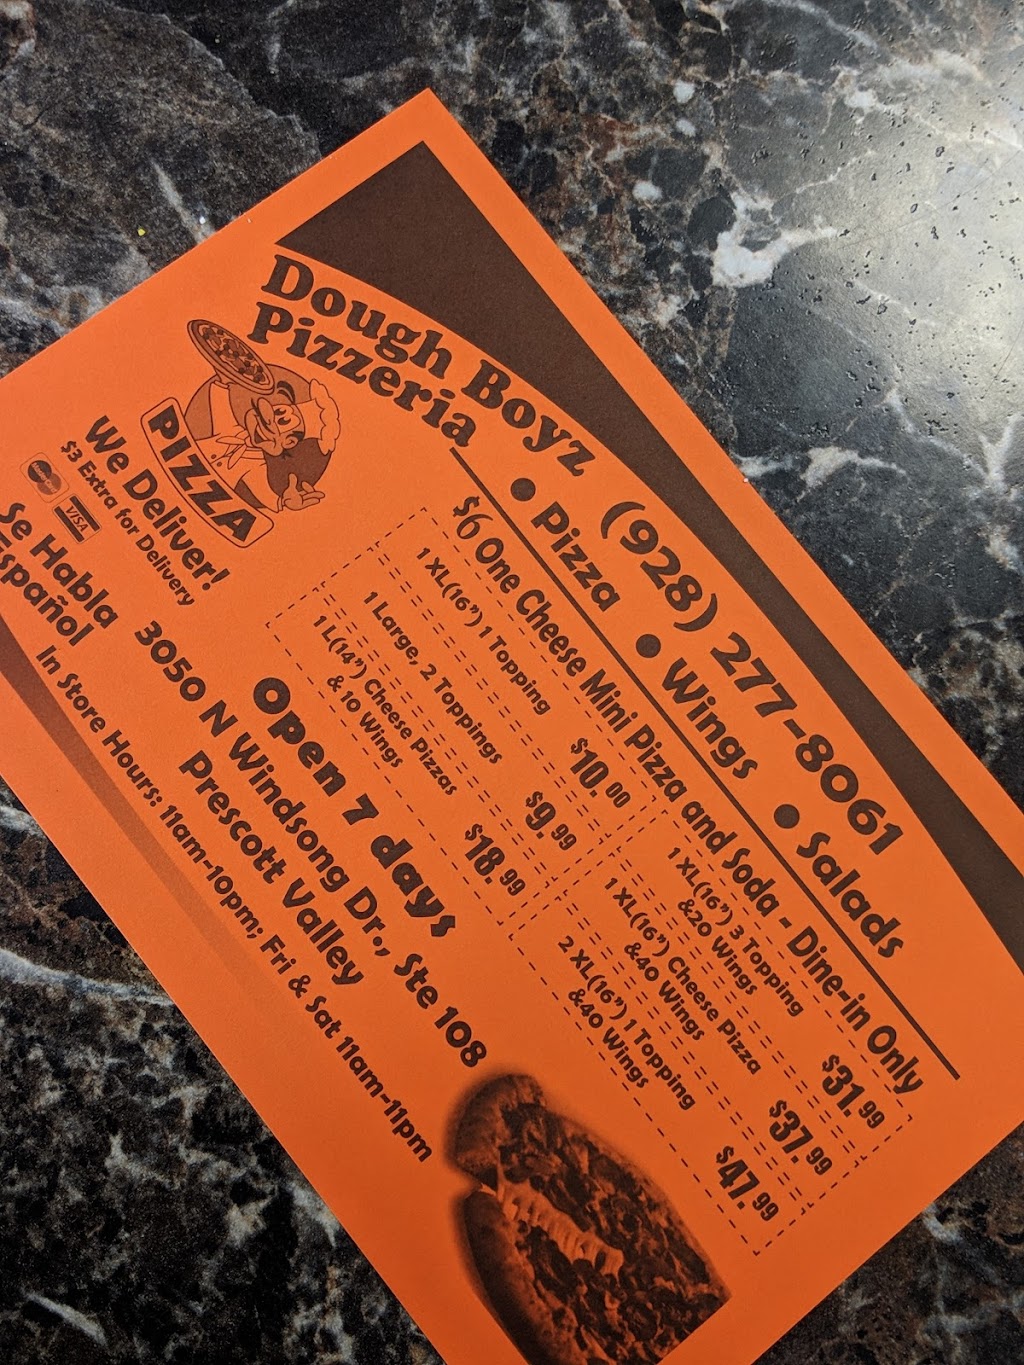 Dough Boyz
Pizzeria
(928) 277-8061
• Pizza • Wings • Salads
PIZZA
We Deliver!
$3 Extra for Delivery
VISA
Se Habla
Español
$6 One Cheese Mini Pizza and Soda - Dine-in Only
1 XL(16") 1 Topping $10.00
1 Large, 2 Toppings $9.99
1 L(14") Cheese Pizzas
& 10 Wings $18.99
1 XL(16") 3 Topping
&20 Wings $31.99
1 XL(16") Cheese Pizza
&40 Wings $37.99
2 XL(16") 1 Topping
&40 Wings $47.99
Open 7 days
3050 N Windsong Dr., Ste 108
Prescott Valley
In Store Hours: 11am-10pm; Fri & Sat 11am-11pm